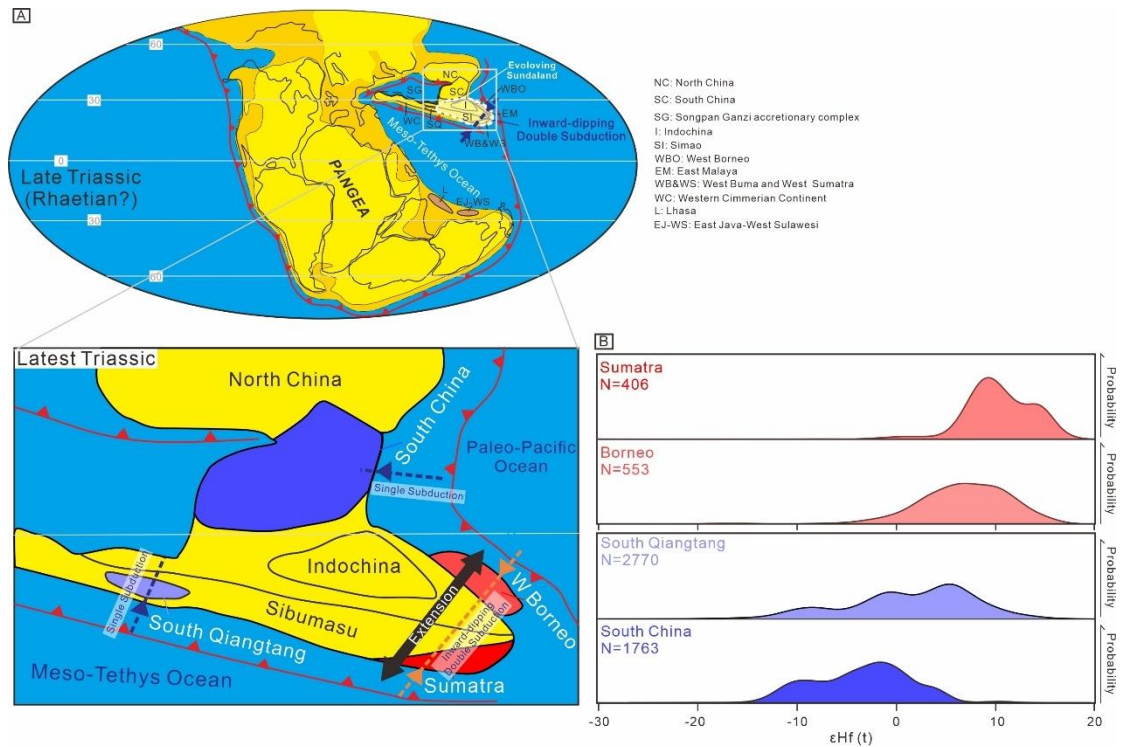 A
60
30
0
30
60
Late Triassic
(Rhaetian?)
PANGEA
Meso-Tethys Ocean
NC
SG
SC
I
SI
WC
SQ
WB&WS
EM
WBO
L
EJ-WS
Evoloving
Sundaland
Inward-dipping
Double Subduction
NC: North China
SC: South China
SG: Songpan Ganzi accretionary complex
I: Indochina
SI: Simao
WBO: West Borneo
EM: East Malaya
WB&WS: West Buma and West Sumatra
WC: Western Cimmerian Continent
L: Lhasa
EJ-WS: East Java-West Sulawesi
Latest Triassic
North China
South China
Paleo-Pacific
Ocean
Single Subduction
Indochina
Sibumasu
Single Subduction
South Qiangtang
Extension
Inward-dipping
Double Subduction
W Borneo
Sumatra
Meso-Tethys Ocean
B
Sumatra
N=406
Probability
Borneo
N=553
Probability
South Qiangtang
N=2770
Probability
South China
N=1763
Probability
-30 -20 -10 0 10 20
εHf (t)